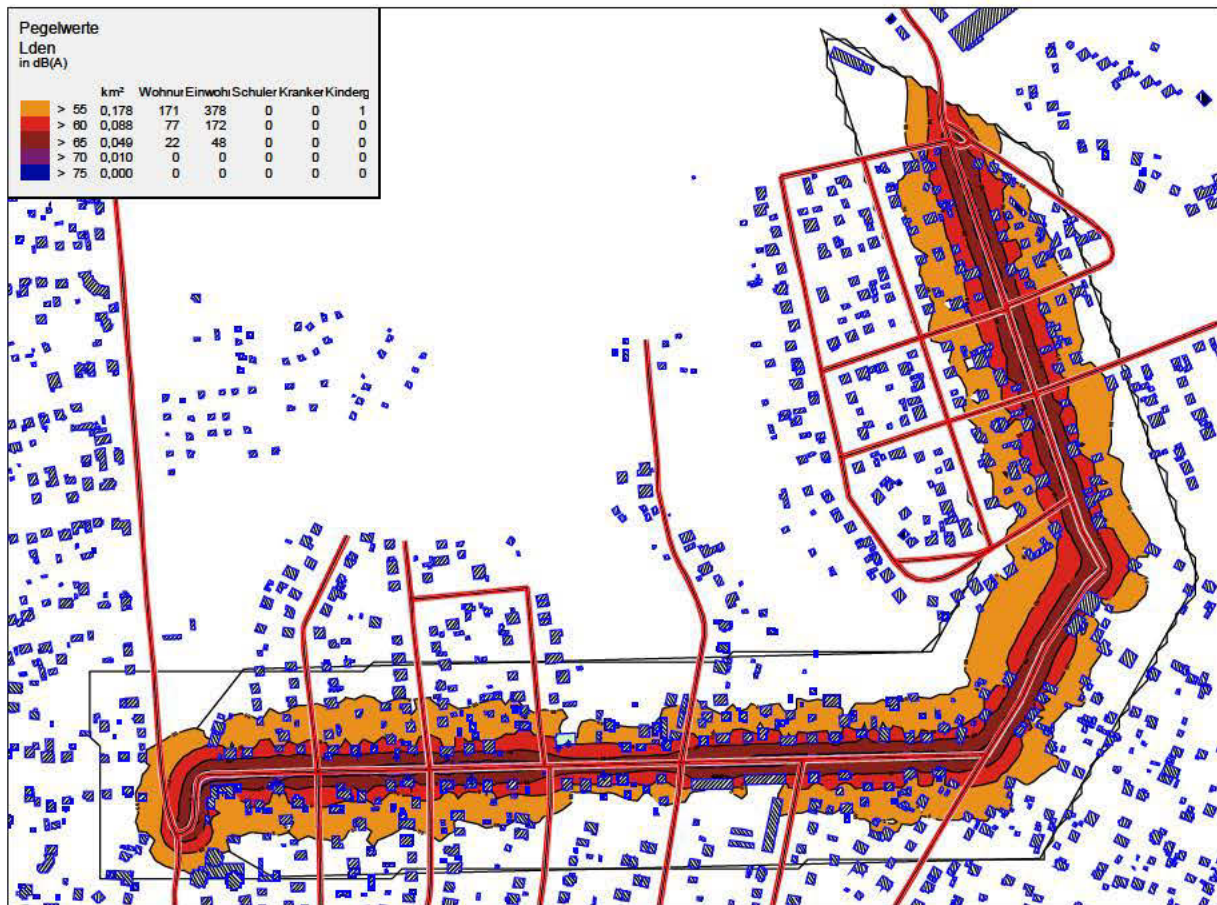 Pegelwerte
Lden
in dB(A)
km² Wohnur Einwohr Schuler Kranker Kinderg
> 55 0,178 171 378 0 0 1
> 60 0,088 77 172 0 0 0
> 65 0,049 22 48 0 0 0
> 70 0,010 0 0 0 0 0
> 75 0,000 0 0 0 0 0